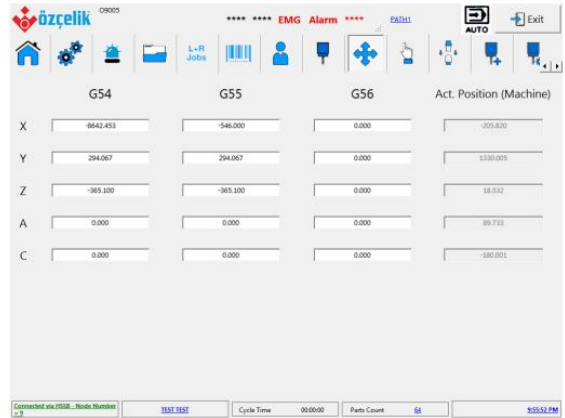 özçelik O9005 **** **** EMG Alarm **** PATH1 AUTO Exit
L+R
Jobs
G54 G55 G56 Act. Position (Machine)
X -8642.453 -546.000 0.000 -205.820
Y 294.067 294.067 0.000 1330.005
Z -365.100 -365.100 0.000 18.532
A 0.000 0.000 0.000 89.733
C 0.000 0.000 0.000 -180.001
Connected via HSSB - Node Number
= 9
TEST TEST Cycle Time 00:00:00 Parts Count 64 9:55:52 PM